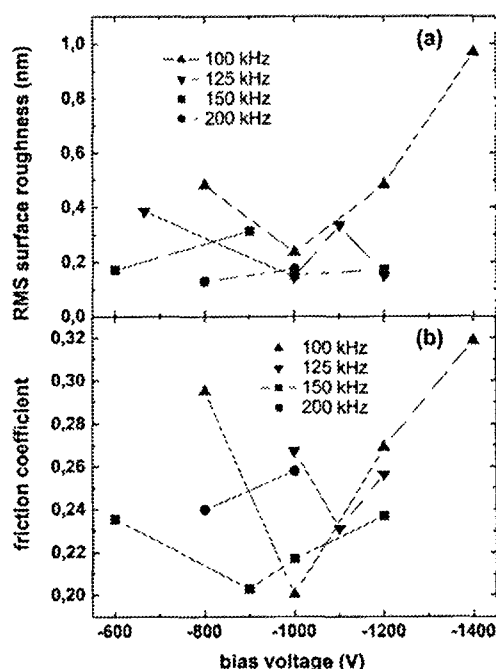 (a)
100 kHz
125 kHz
150 kHz
200 kHz
RMS surface roughness (nm)
1,0
0,8
0,6
0,4
0,2
0,0
(b)
100 kHz
125 kHz
150 kHz
200 kHz
friction coefficient
0,32
0,30
0,28
0,26
0,24
0,22
0,20
-600 -800 -1000 -1200 -1400
bias voltage (V)